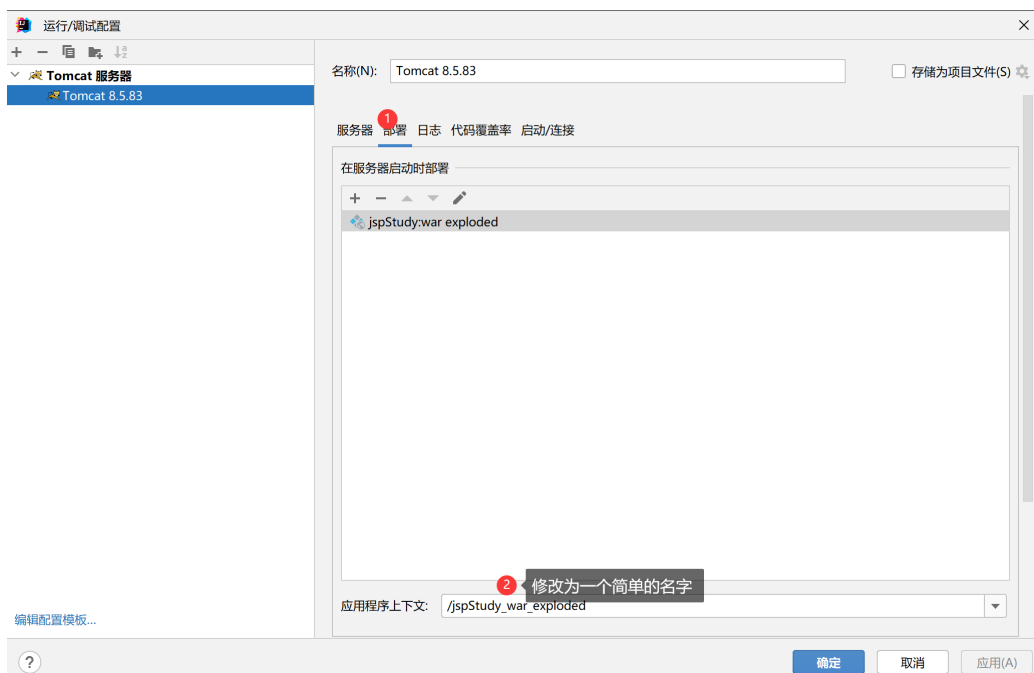 运行/调试配置
Tomcat 服务器
Tomcat 8.5.83
名称(N): Tomcat 8.5.83
存储为项目文件(S)
1
服务器 部署 日志 代码覆盖率 启动/连接
在服务器启动时部署
jspStudy:war exploded
2 修改为一个简单的名字
应用程序上下文: /jspStudy_war_exploded
编辑配置模板...
? 确定 取消 应用(A)